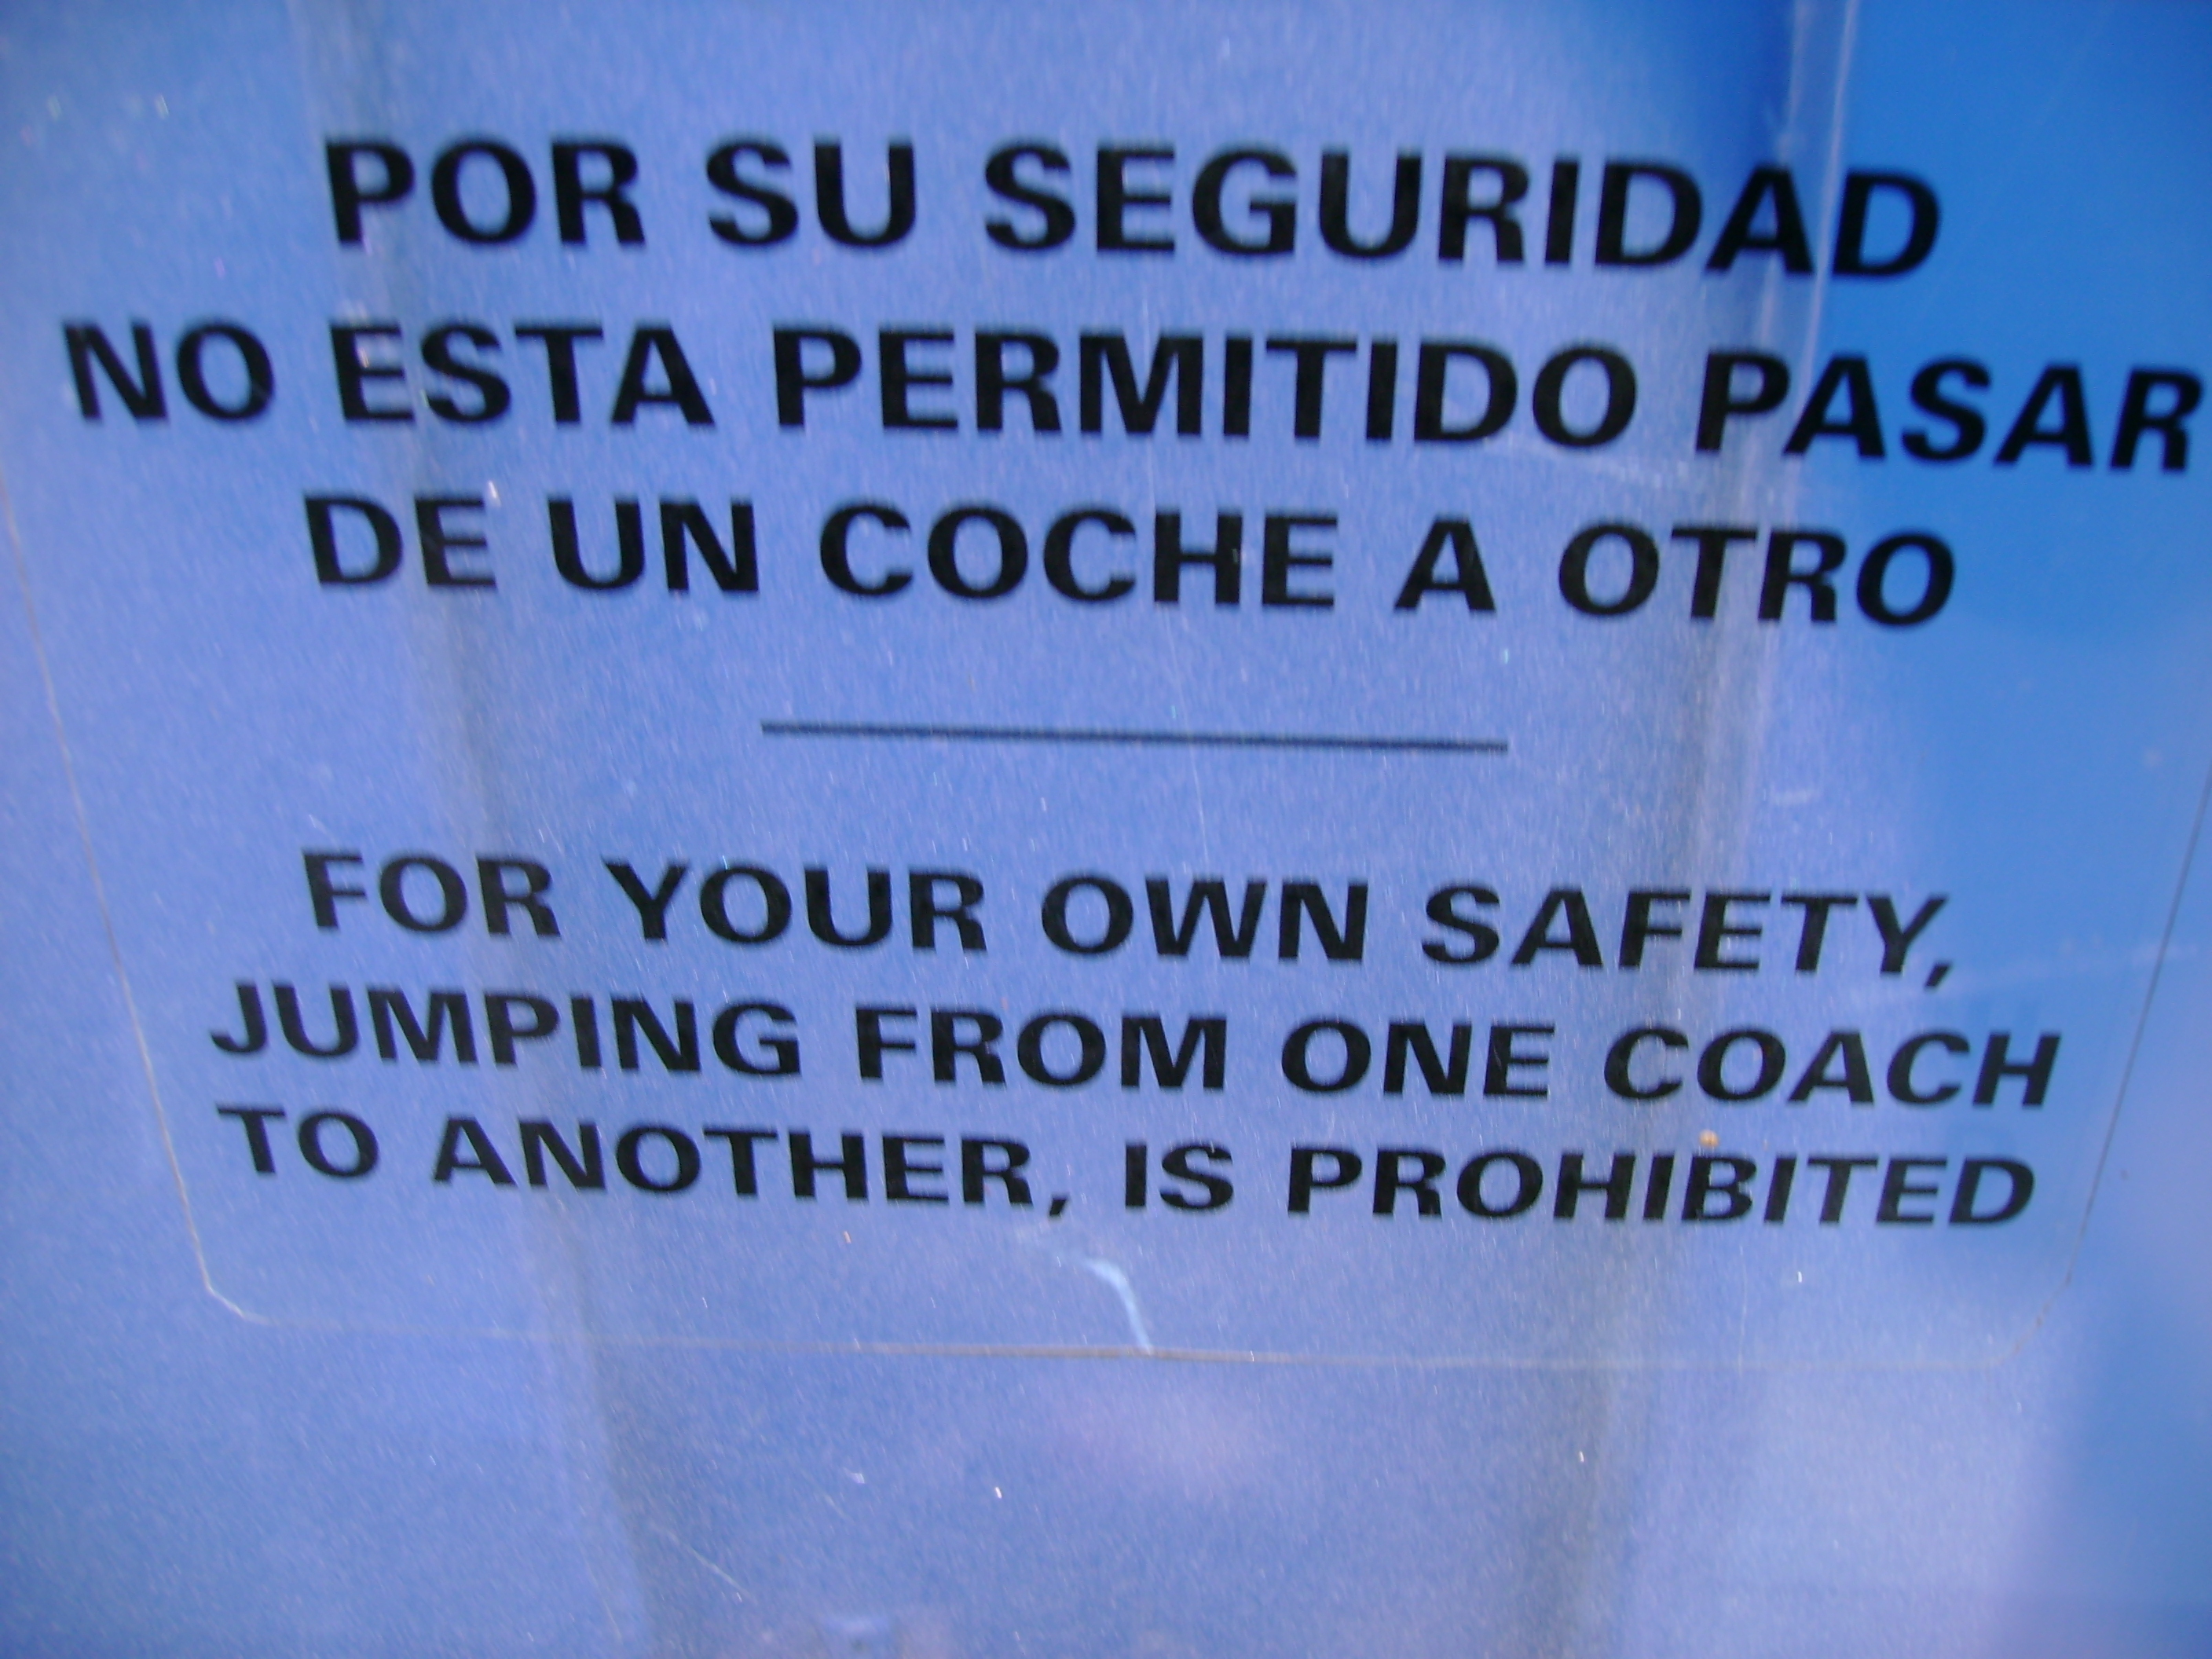 POR SU SEGURIDAD
NO ESTA PERMITIDO PASAR
DE UN COCHE A OTRO
FOR YOUR OWN SAFETY,
JUMPING FROM ONE COACH
TO ANOTHER, IS PROHIBITED